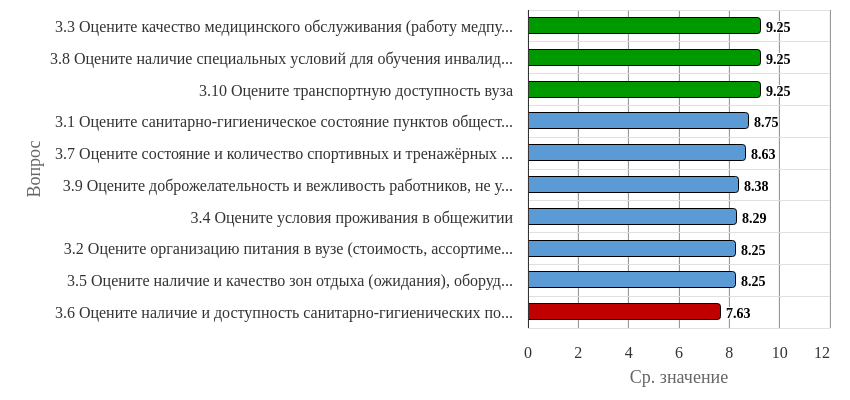 3.3 Оцените качество медицинского обслуживания (работу медпу... 9.25
3.8 Оцените наличие специальных условий для обучения инвалид... 9.25
3.10 Оцените транспортную доступность вуза 9.25
3.1 Оцените санитарно-гигиеническое состояние пунктов общест... 8.75
3.7 Оцените состояние и количество спортивных и тренажёрных ... 8.63
3.9 Оцените доброжелательность и вежливость работников, не у... 8.38
3.4 Оцените условия проживания в общежитии 8.29
3.2 Оцените организацию питания в вузе (стоимость, ассортиме... 8.25
3.5 Оцените наличие и качество зон отдыха (ожидания), оборуд... 8.25
3.6 Оцените наличие и доступность санитарно-гигиенических по... 7.63
Вопрос
0 2 4 6 8 10 12
Ср. значение